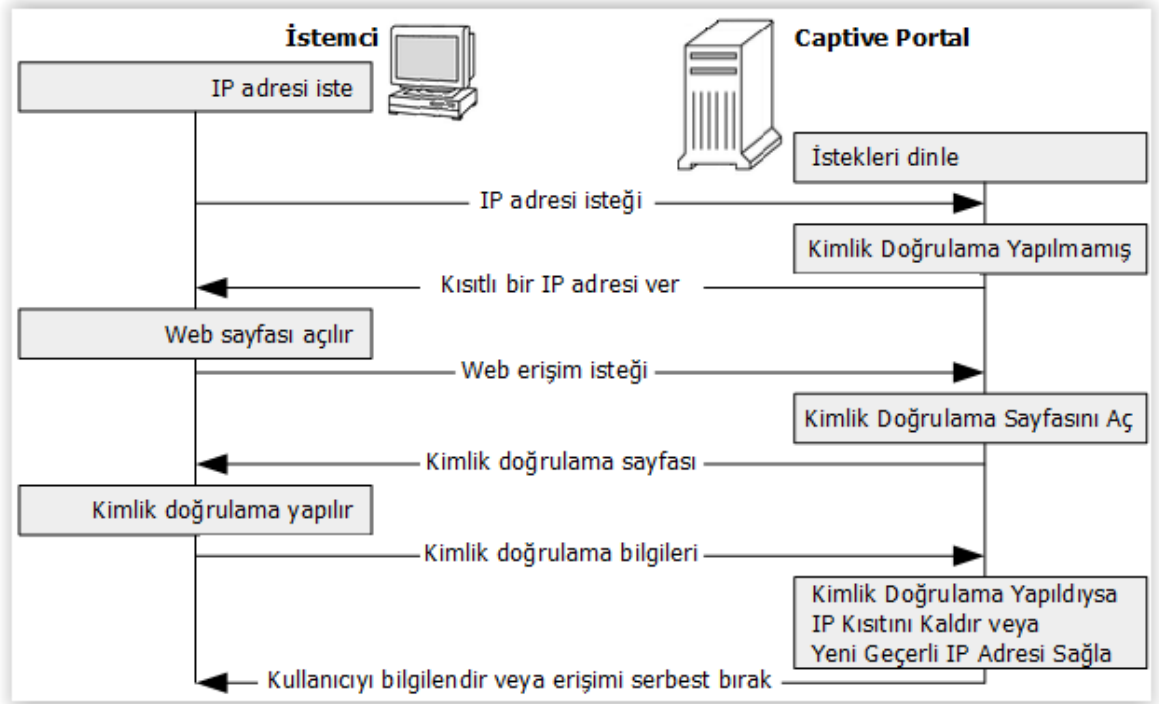 İstemci
Captive Portal
IP adresi iste
İstekleri dinle
IP adresi isteği
Kimlik Doğrulama Yapılmamış
Kısıtlı bir IP adresi ver
Web sayfası açılır
Web erişim isteği
Kimlik Doğrulama Sayfasını Aç
Kimlik doğrulama sayfası
Kimlik doğrulama yapılır
Kimlik doğrulama bilgileri
Kimlik Doğrulama Yapıldıysa
IP Kısıtını Kaldır veya
Yeni Geçerli IP Adresi Sağla
Kullanıcıyı bilgilendir veya erişimi serbest bırak